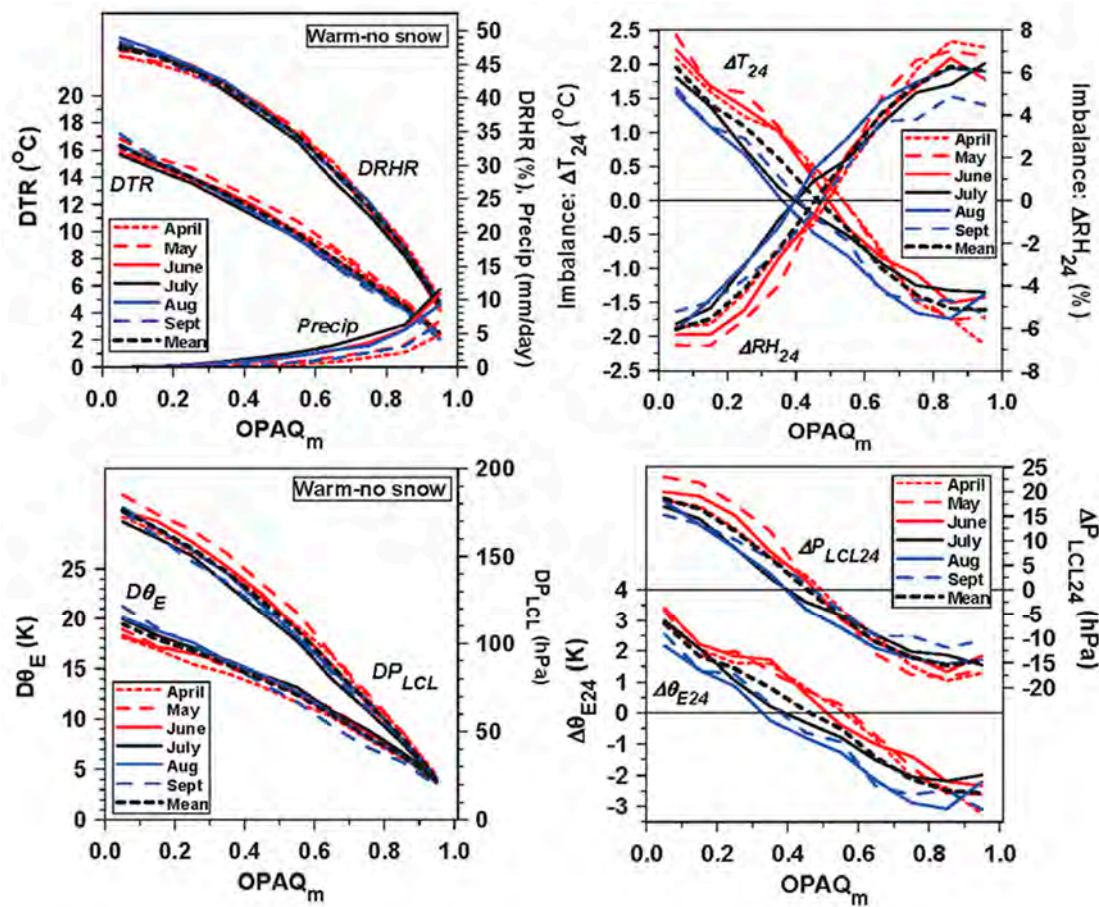 Warm-no snow
DTR (°C)
20
18
16
14
12
10
8
6
4
2
0
DRHR
DTR
Precip
April
May
June
July
Aug
Sept
Mean
50
45
40
35
30
25
20
15
10
5
0
DRHR (%), Precip (mm/day)
0.0 0.2 0.4 0.6 0.8 1.0
OPAQm
Imbalance: ΔT24 (°C)
2.5
2.0
1.5
1.0
0.5
0.0
-0.5
-1.0
-1.5
-2.0
-2.5
ΔT24
ΔRH24
April
May
June
July
Aug
Sept
Mean
8
6
4
2
0
-2
-4
-6
-8
Imbalance: ΔRH24 (%)
0.0 0.2 0.4 0.6 0.8 1.0
OPAQm
Warm-no snow
DθE (K)
25
20
15
10
5
0
DθE
DPLCL
April
May
June
July
Aug
Sept
Mean
200
150
100
50
0
DPLCL (hPa)
0.0 0.2 0.4 0.6 0.8 1.0
OPAQm
ΔθE24 (K)
4
3
2
1
0
-1
-2
-3
ΔPLCL24
ΔθE24
April
May
June
July
Aug
Sept
Mean
25
20
15
10
5
0
-5
-10
-15
-20
ΔPLCL24 (hPa)
0.0 0.2 0.4 0.6 0.8 1.0
OPAQm